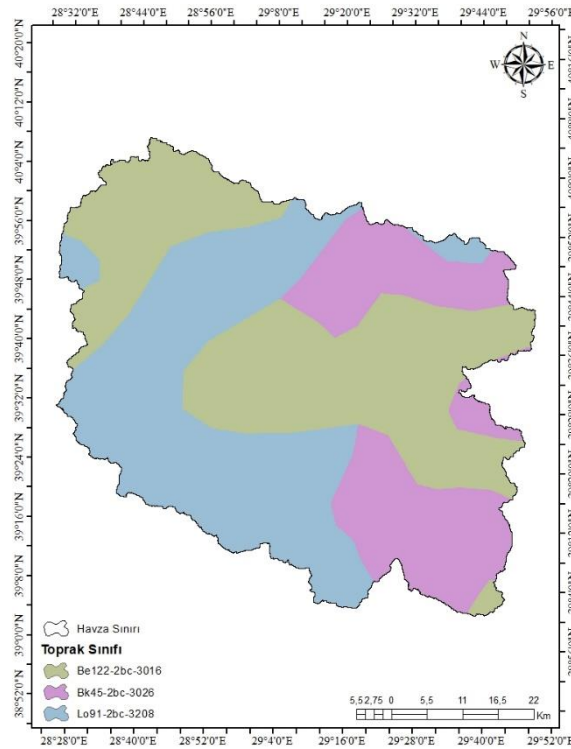 28°32'0"E 28°44'0"E 28°56'0"E 29°8'0"E 29°20'0"E 29°32'0"E 29°44'0"E 29°56'0"E
N
W E
S
40°20'0"N
40°12'0"N
40°4'0"N
39°56'0"N
39°48'0"N
39°40'0"N
39°32'0"N
39°24'0"N
39°16'0"N
39°8'0"N
39°0'0"N
38°52'0"N
Havza Sınırı
Toprak Sınıfı
Be122-2bc-3016
Bk45-2bc-3026
Lo91-2bc-3208
5,5 2,75 0 5,5 11 16,5 22
Km
28°28'0"E 28°40'0"E 28°52'0"E 29°4'0"E 29°16'0"E 29°28'0"E 29°40'0"E 29°52'0"E